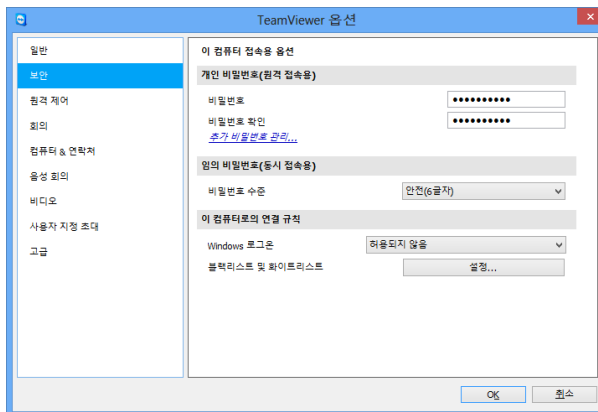 TeamViewer 옵션
일반
보안
원격 제어
회의
컴퓨터 & 연락처
음성 회의
비디오
사용자 지정 초대
고급
이 컴퓨터 접속용 옵션
개인 비밀번호(원격 접속용)
비밀번호 ••••••••••
비밀번호 확인 ••••••••••
추가 비밀번호 관리...
임의 비밀번호(동시 접속용)
비밀번호 수준 안전(6글자)
이 컴퓨터로의 연결 규칙
Windows 로그온 허용되지 않음
블랙리스트 및 화이트리스트 설정...
OK 취소